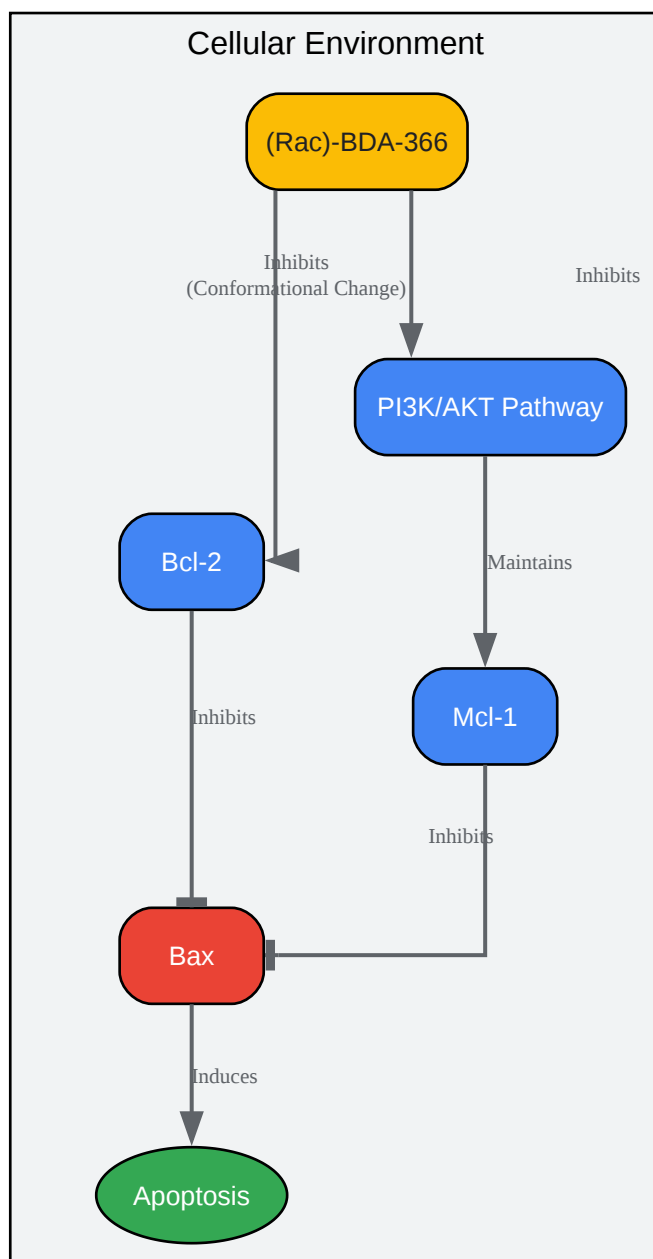 Cellular Environment
(Rac)-BDA-366
Inhibits
(Conformational Change)
Inhibits
PI3K/AKT Pathway
Bcl-2
Maintains
Inhibits
Mcl-1
Inhibits
Bax
Induces
Apoptosis